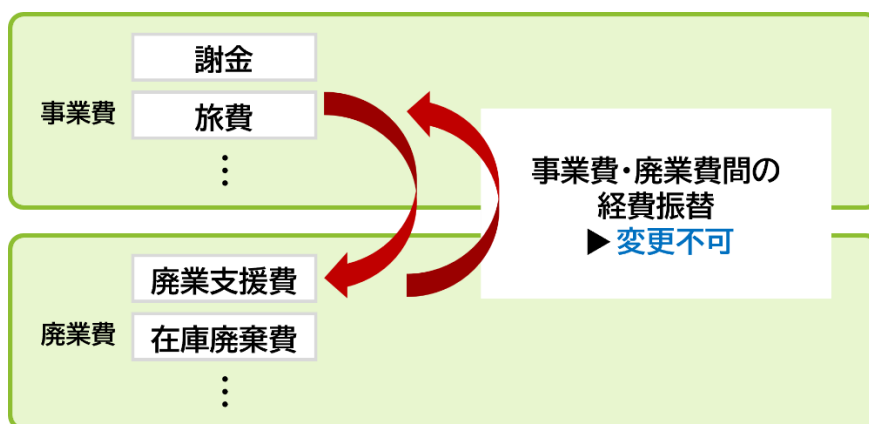 事業費
謝金
旅費
⋮
事業費・廃業費間の
経費振替
▶変更不可
廃業費
廃業支援費
在庫廃棄費
⋮